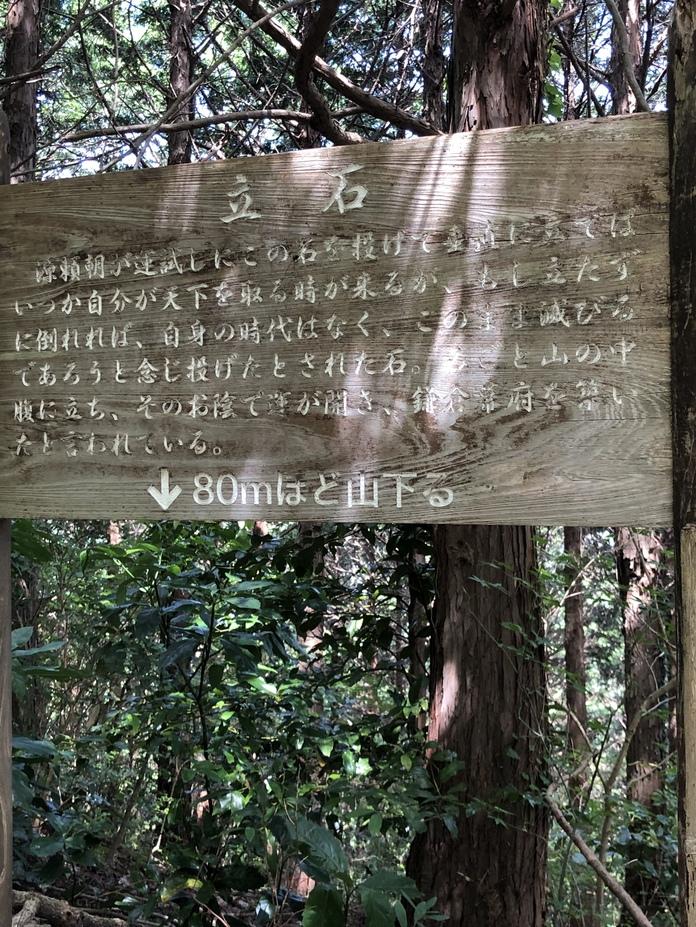 立石
源頼朝が運試しにこの石を投げて垂直に立てば
いつか自分が天下を取る時が来るが、もし立たず
に倒れれば、自身の時代はなく、このまま滅びる
であろうと念じ投げたとされた石。みごと山の中
腹に立ち、そのお陰で運が開き、鎌倉幕府を築い
たと言われている。
↓80mほど山下る